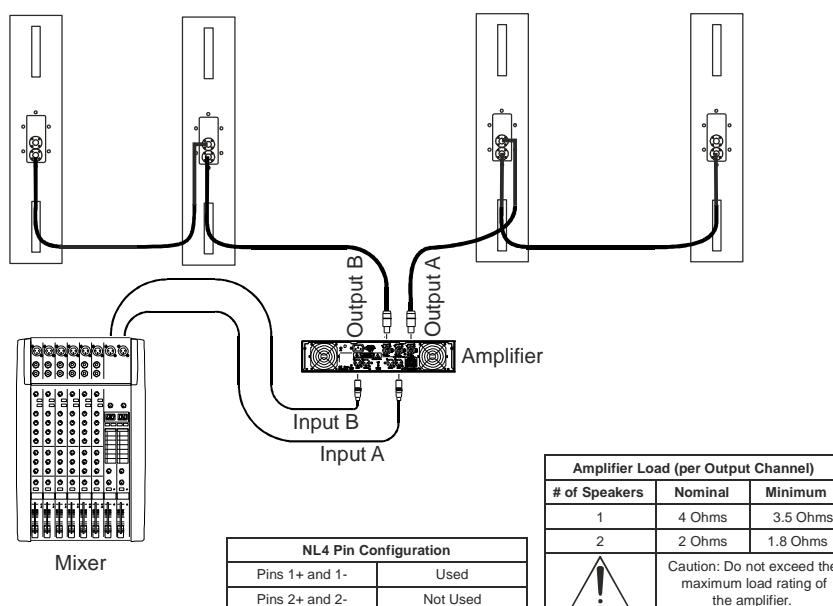 Output B
Output A
Amplifier
Input B
Input A
Mixer
Amplifier Load (per Output Channel)
# of Speakers Nominal Minimum
1 4 Ohms 3.5 Ohms
2 2 Ohms 1.8 Ohms
Caution: Do not exceed the
maximum load rating of
the amplifier.
NL4 Pin Configuration
Pins 1+ and 1- Used
Pins 2+ and 2- Not Used